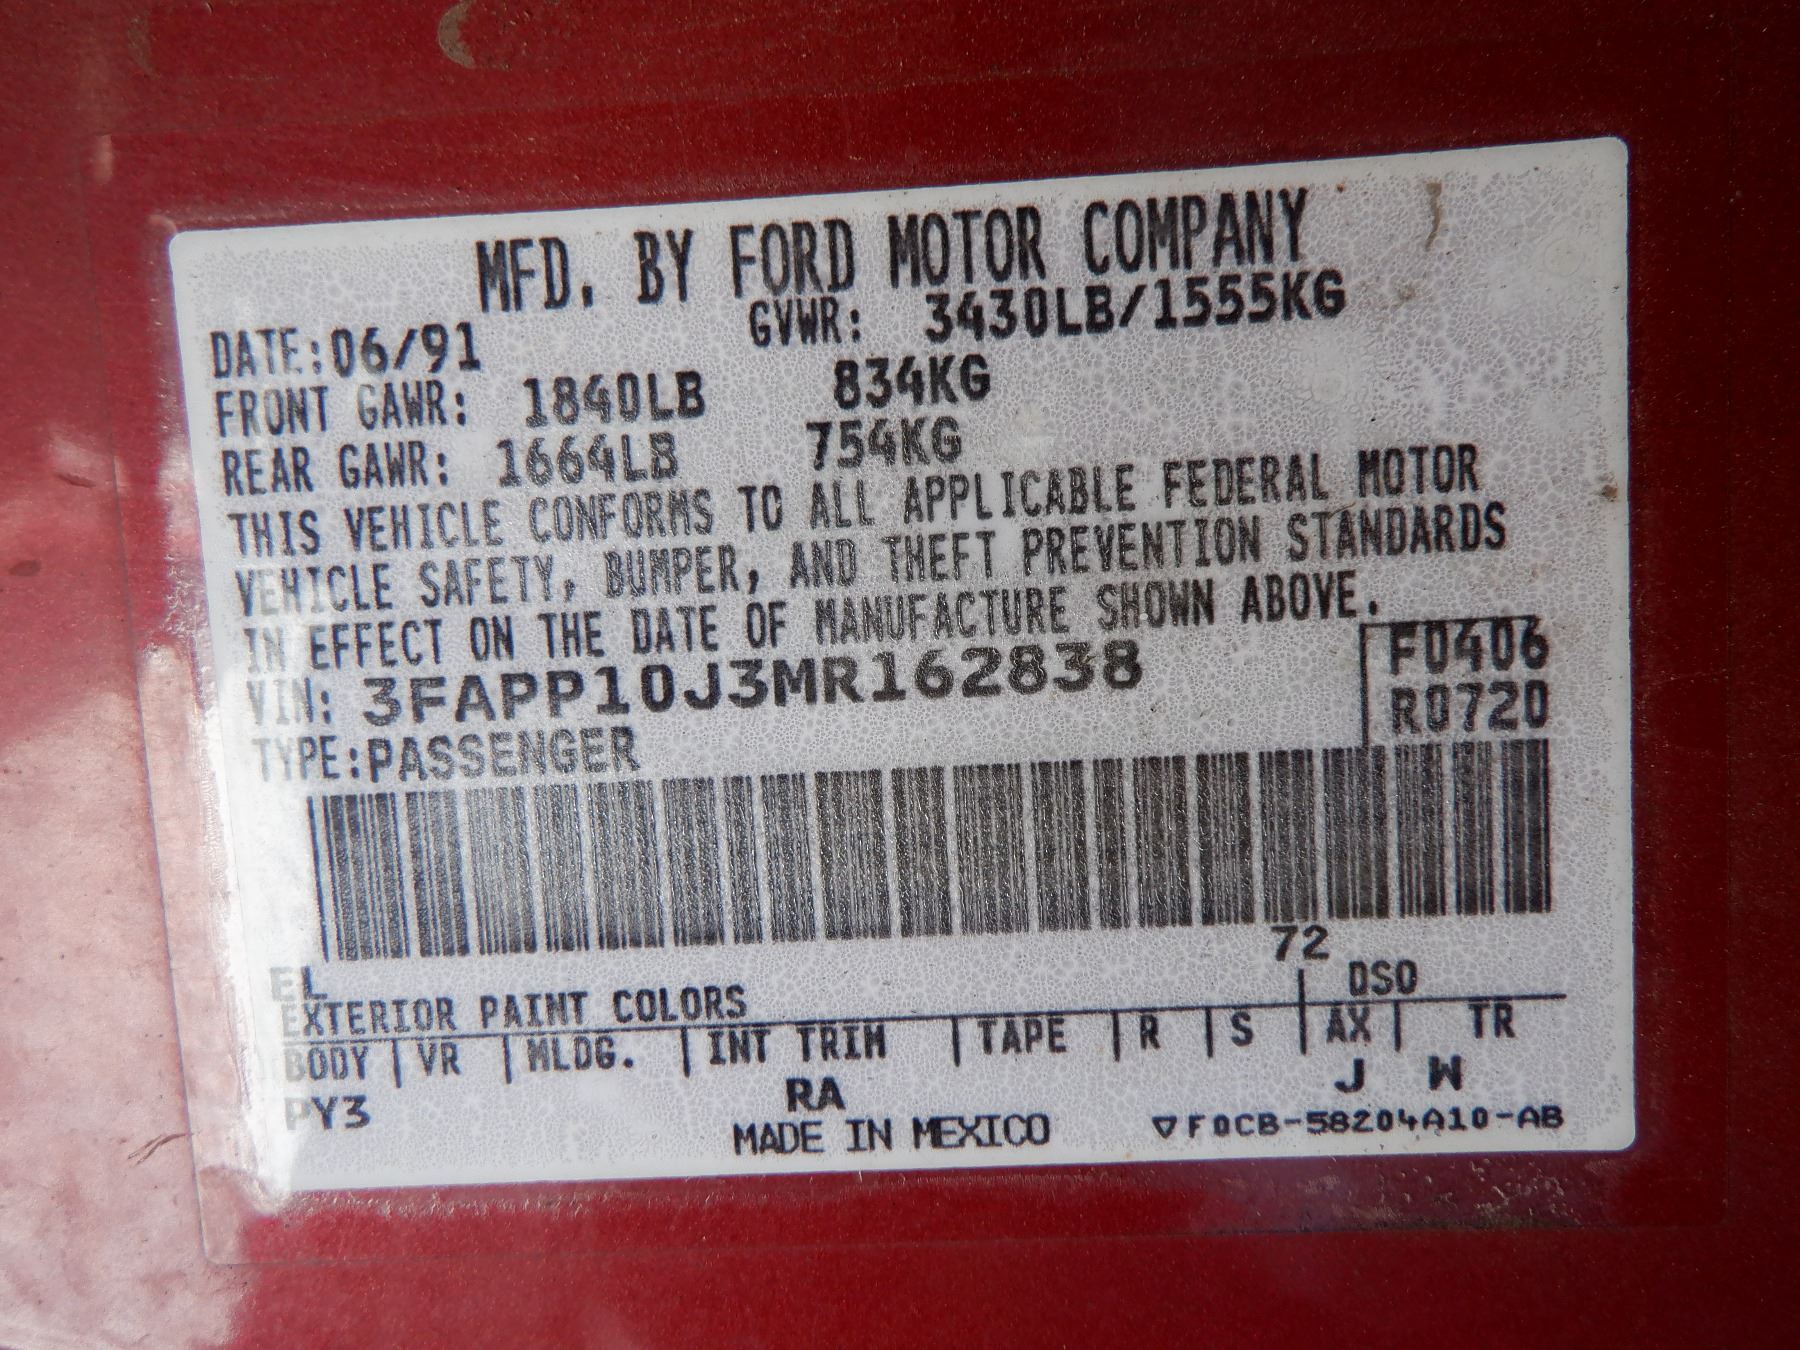 MFD. BY FORD MOTOR COMPANY
DATE:06/91 GVWR: 3430LB/1555KG
FRONT GAWR: 1840LB 834KG
REAR GAWR: 1664LB 754KG
THIS VEHICLE CONFORMS TO ALL APPLICABLE FEDERAL MOTOR
VEHICLE SAFETY, BUMPER, AND THEFT PREVENTION STANDARDS
IN EFFECT ON THE DATE OF MANUFACTURE SHOWN ABOVE.
F0406
VIN: 3FAPP10J3MR162838
R0720
TYPE:PASSENGER
72
EL
DSO
EXTERIOR PAINT COLORS
BODY | VR | MLDG. | INT TRIM | TAPE | R | S | AX | TR
PY3 RA J W
MADE IN MEXICO ▽F0CB-58204A10-AB